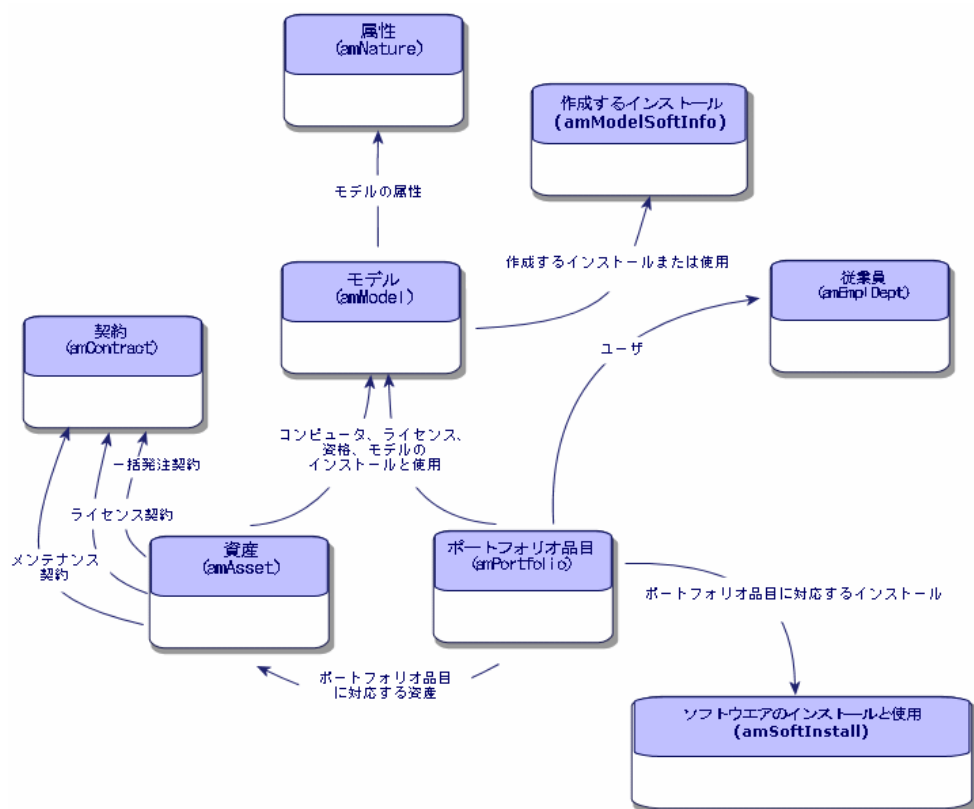 属性
(amNature)
作成するインストール
(amModelSoftInfo)
モデルの属性
作成するインストールまたは使用
モデル
(amModel)
従業員
(amEmplDept)
契約
(amContract)
ユーザ
コンピュータ、ライセンス、
資格、モデルの
インストールと使用
一括発注契約
ライセンス契約
メンテナンス
契約
資産
(amAsset)
ポートフォリオ品目
(amPortfolio)
ポートフォリオ品目に対応するインストール
ポートフォリオ品目
に対応する資産
ソフトウエアのインストールと使用
(amSoftInstall)